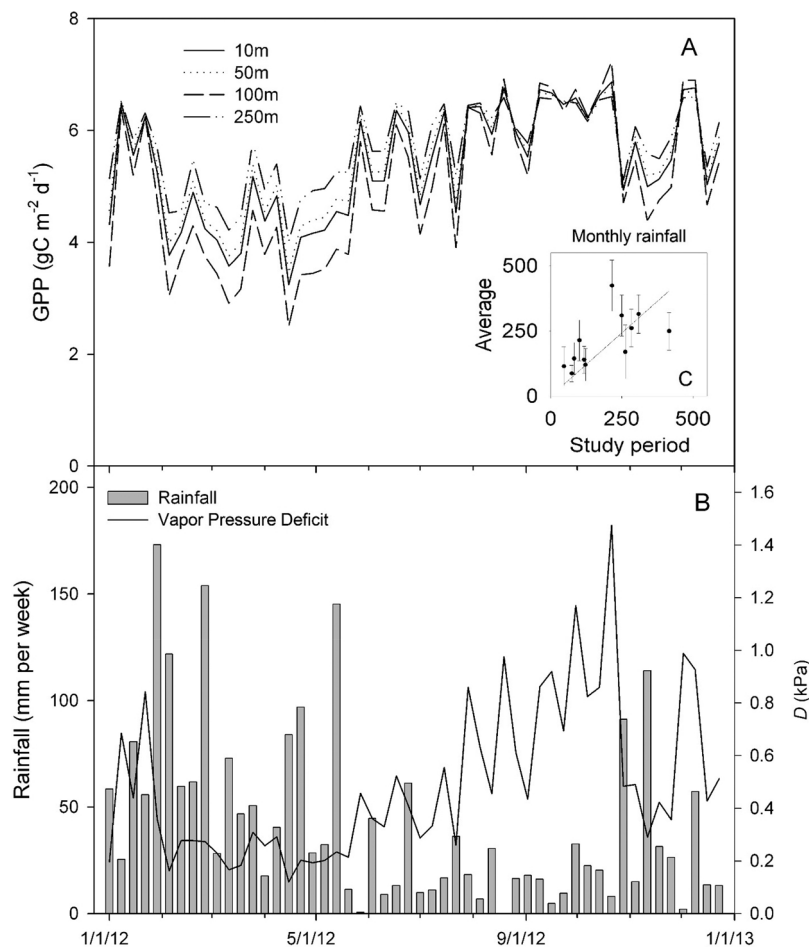 8
6
4
2
0
GPP (gC m⁻² d⁻¹)
10m
50m
100m
250m
A
Monthly rainfall
500
250
0
Average
C
0 250 500
Study period
200
150
100
50
0
Rainfall (mm per week)
Rainfall
Vapor Pressure Deficit
B
1.6
1.4
1.2
1.0
0.8
0.6
0.4
0.2
0.0
D (kPa)
1/1/12 5/1/12 9/1/12 1/1/13